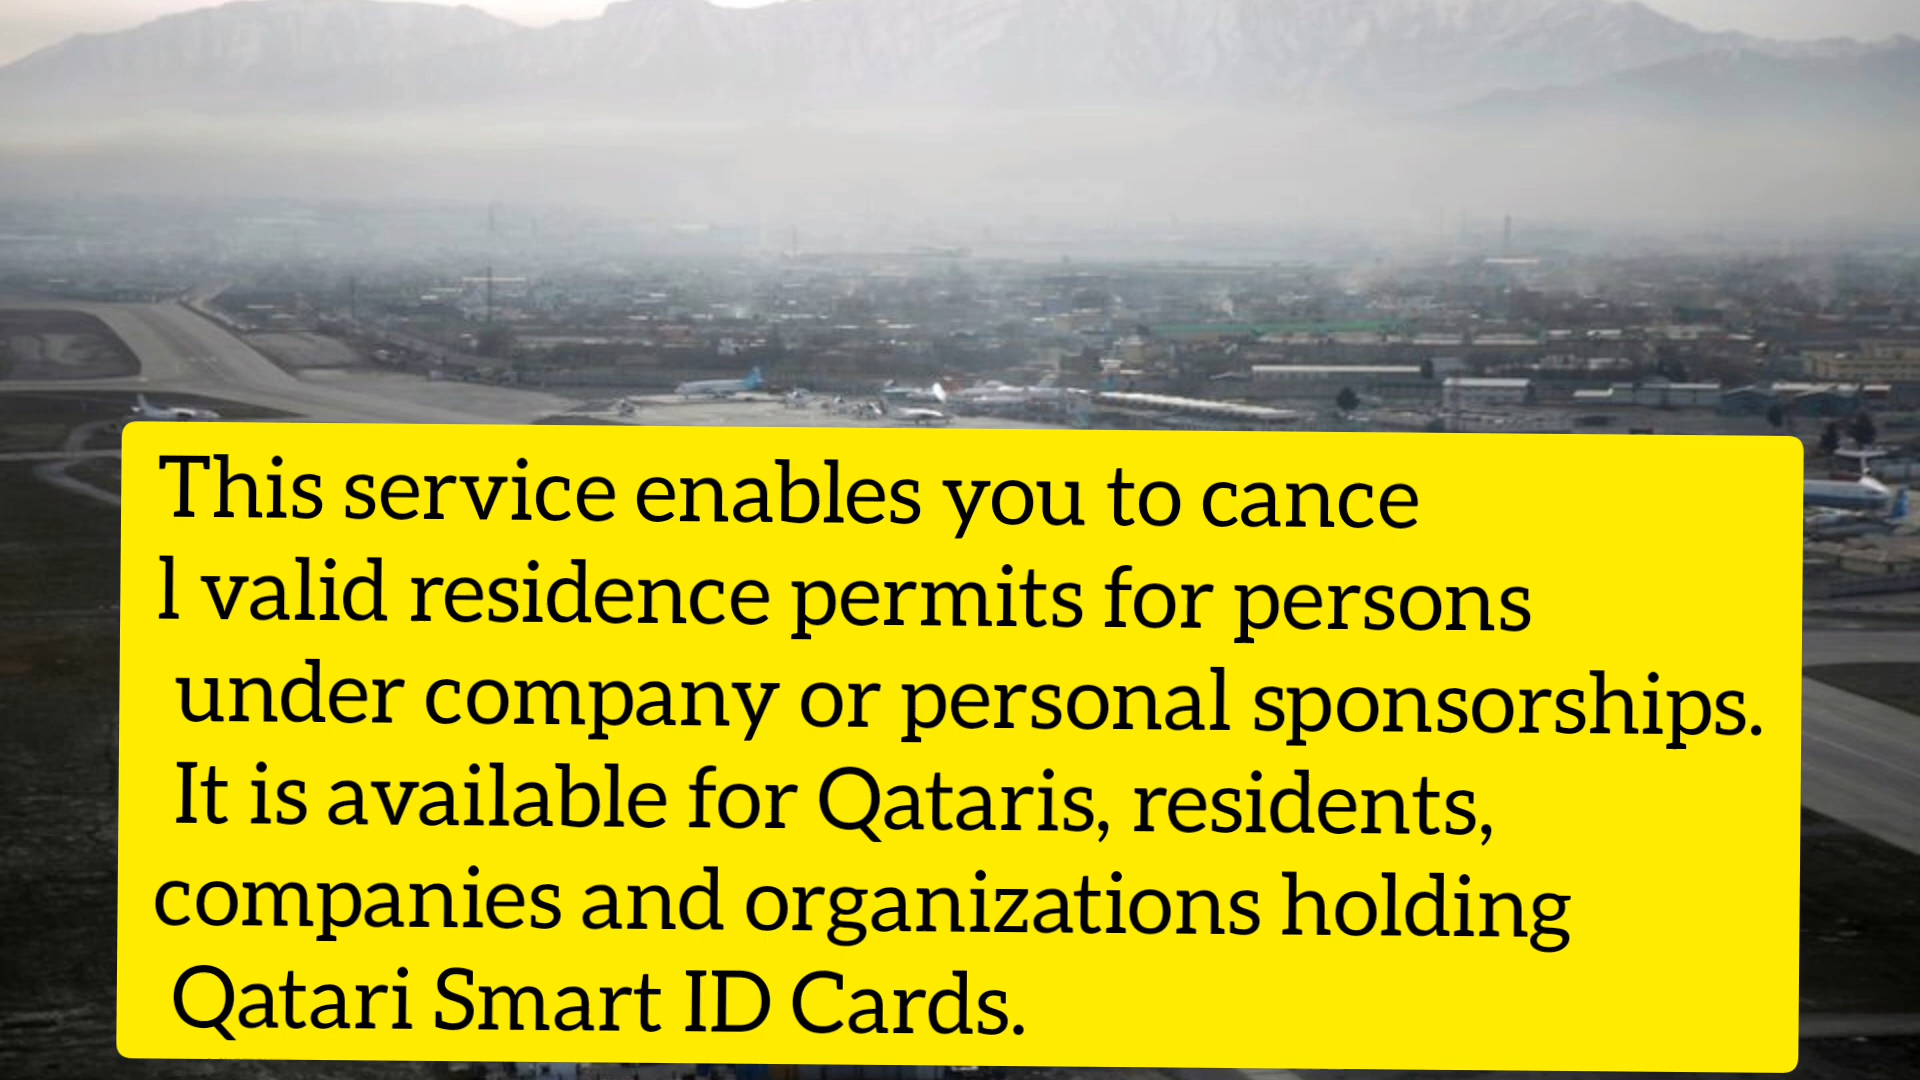 This service enables you to cance
l valid residence permits for persons
under company or personal sponsorships.
It is available for Qataris, residents,
companies and organizations holding
Qatari Smart ID Cards.